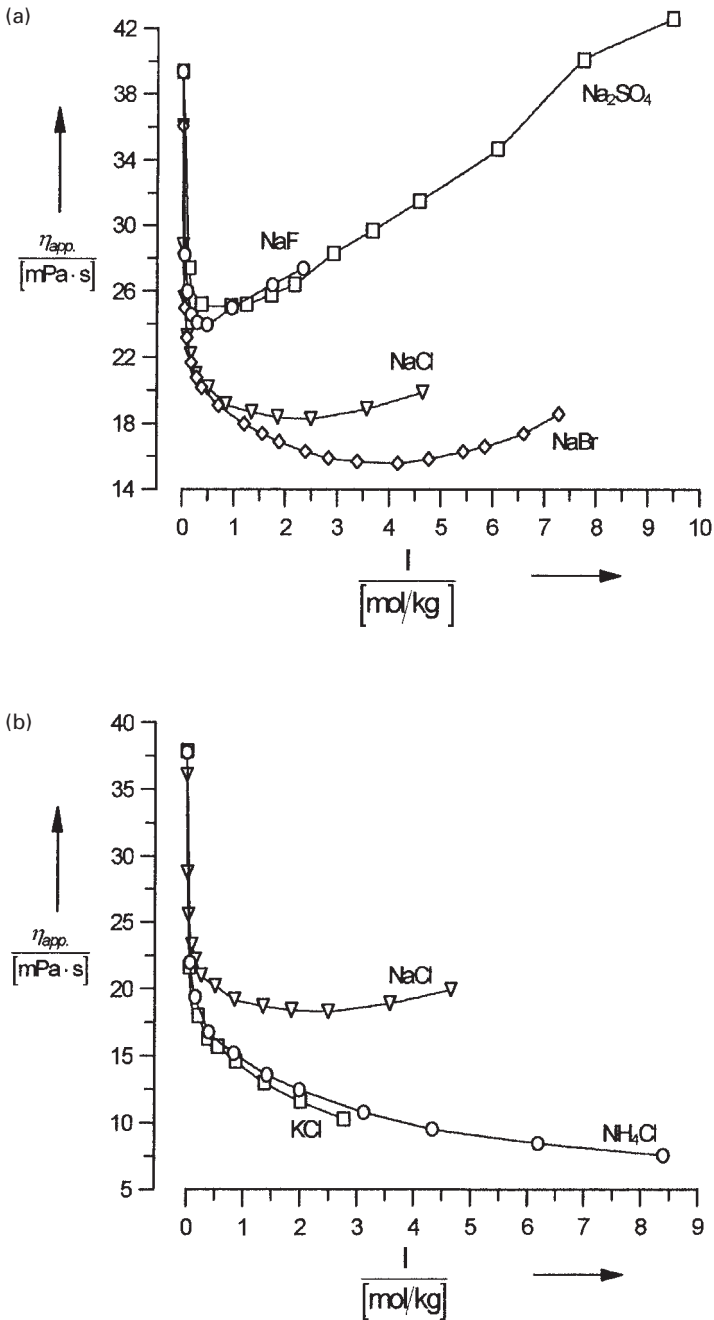 (a)
42
38
34
30
26
22
18
14
η_app.
[mPa·s]
Na₂SO₄
NaF
NaCl
NaBr
0 1 2 3 4 5 6 7 8 9 10
I
[mol/kg]
(b)
40
35
30
25
20
15
10
5
η_app.
[mPa·s]
NaCl
KCl
NH₄Cl
0 1 2 3 4 5 6 7 8 9
I
[mol/kg]